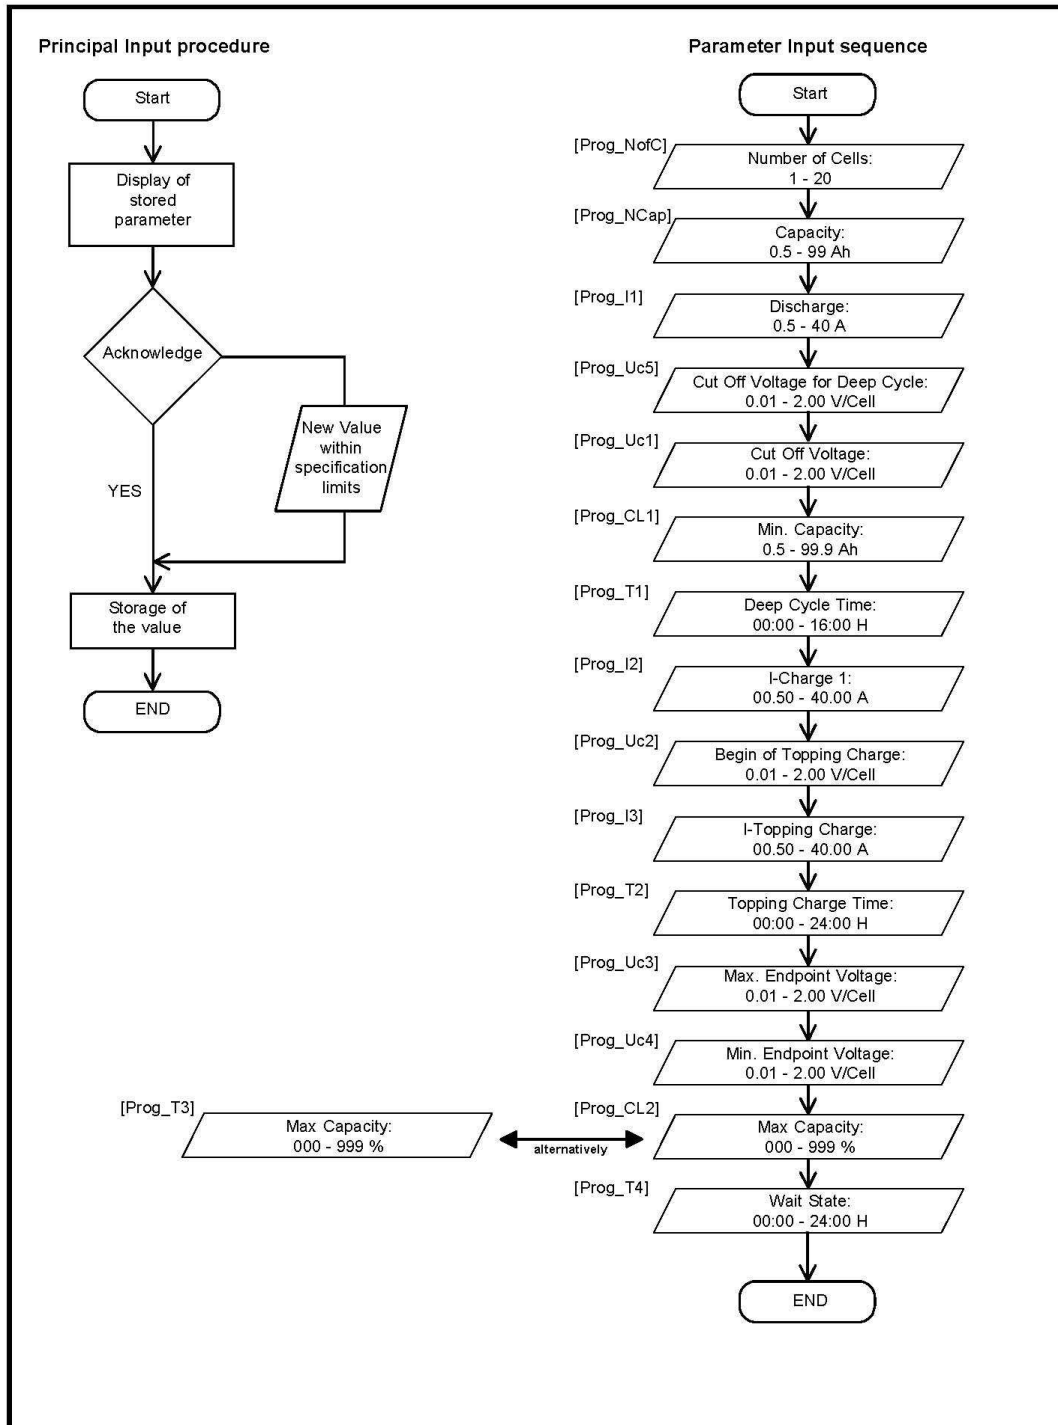 Principal Input procedure
Start
Display of
stored
parameter
Acknowledge
New Value
within
specification
limits
YES
Storage of
the value
END
Parameter Input sequence
Start
[Prog_NofC]
Number of Cells:
1 - 20
[Prog_NCap]
Capacity:
0.5 - 99 Ah
[Prog_I1]
Discharge:
0.5 - 40 A
[Prog_Uc5]
Cut Off Voltage for Deep Cycle:
0.01 - 2.00 V/Cell
[Prog_Uc1]
Cut Off Voltage:
0.01 - 2.00 V/Cell
[Prog_CL1]
Min. Capacity:
0.5 - 99.9 Ah
[Prog_T1]
Deep Cycle Time:
00:00 - 16:00 H
[Prog_I2]
I-Charge 1:
00.50 - 40.00 A
[Prog_Uc2]
Begin of Topping Charge:
0.01 - 2.00 V/Cell
[Prog_I3]
I-Topping Charge:
00.50 - 40.00 A
[Prog_T2]
Topping Charge Time:
00:00 - 24:00 H
[Prog_Uc3]
Max. Endpoint Voltage:
0.01 - 2.00 V/Cell
[Prog_Uc4]
Min. Endpoint Voltage:
0.01 - 2.00 V/Cell
[Prog_T3]
Max Capacity:
000 - 999 %
alternatively
[Prog_CL2]
Max Capacity:
000 - 999 %
[Prog_T4]
Wait State:
00:00 - 24:00 H
END